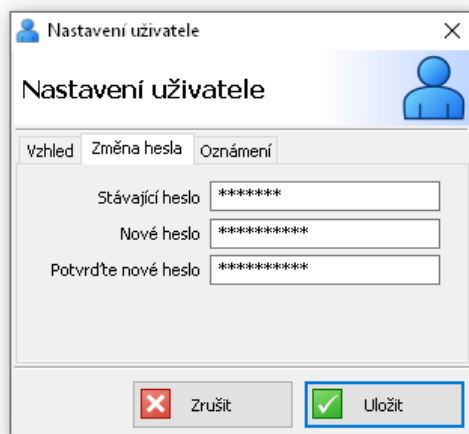 Nastavení uživatele
Nastavení uživatele
Vzhled Změna hesla Oznámení
Stávající heslo *******
Nové heslo **********
Potvrďte nové heslo **********
Zrušit Uložit